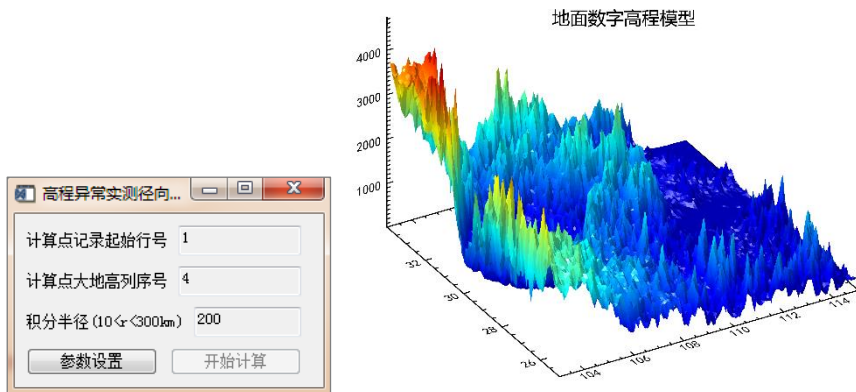 地面数字高程模型
4000
3000
2000
1000
32
30
28
26
104
106
108
110
112
114
高程异常实测径向...
计算点记录起始行号 1
计算点大地高列序号 4
积分半径(10<r<300km) 200
参数设置 开始计算